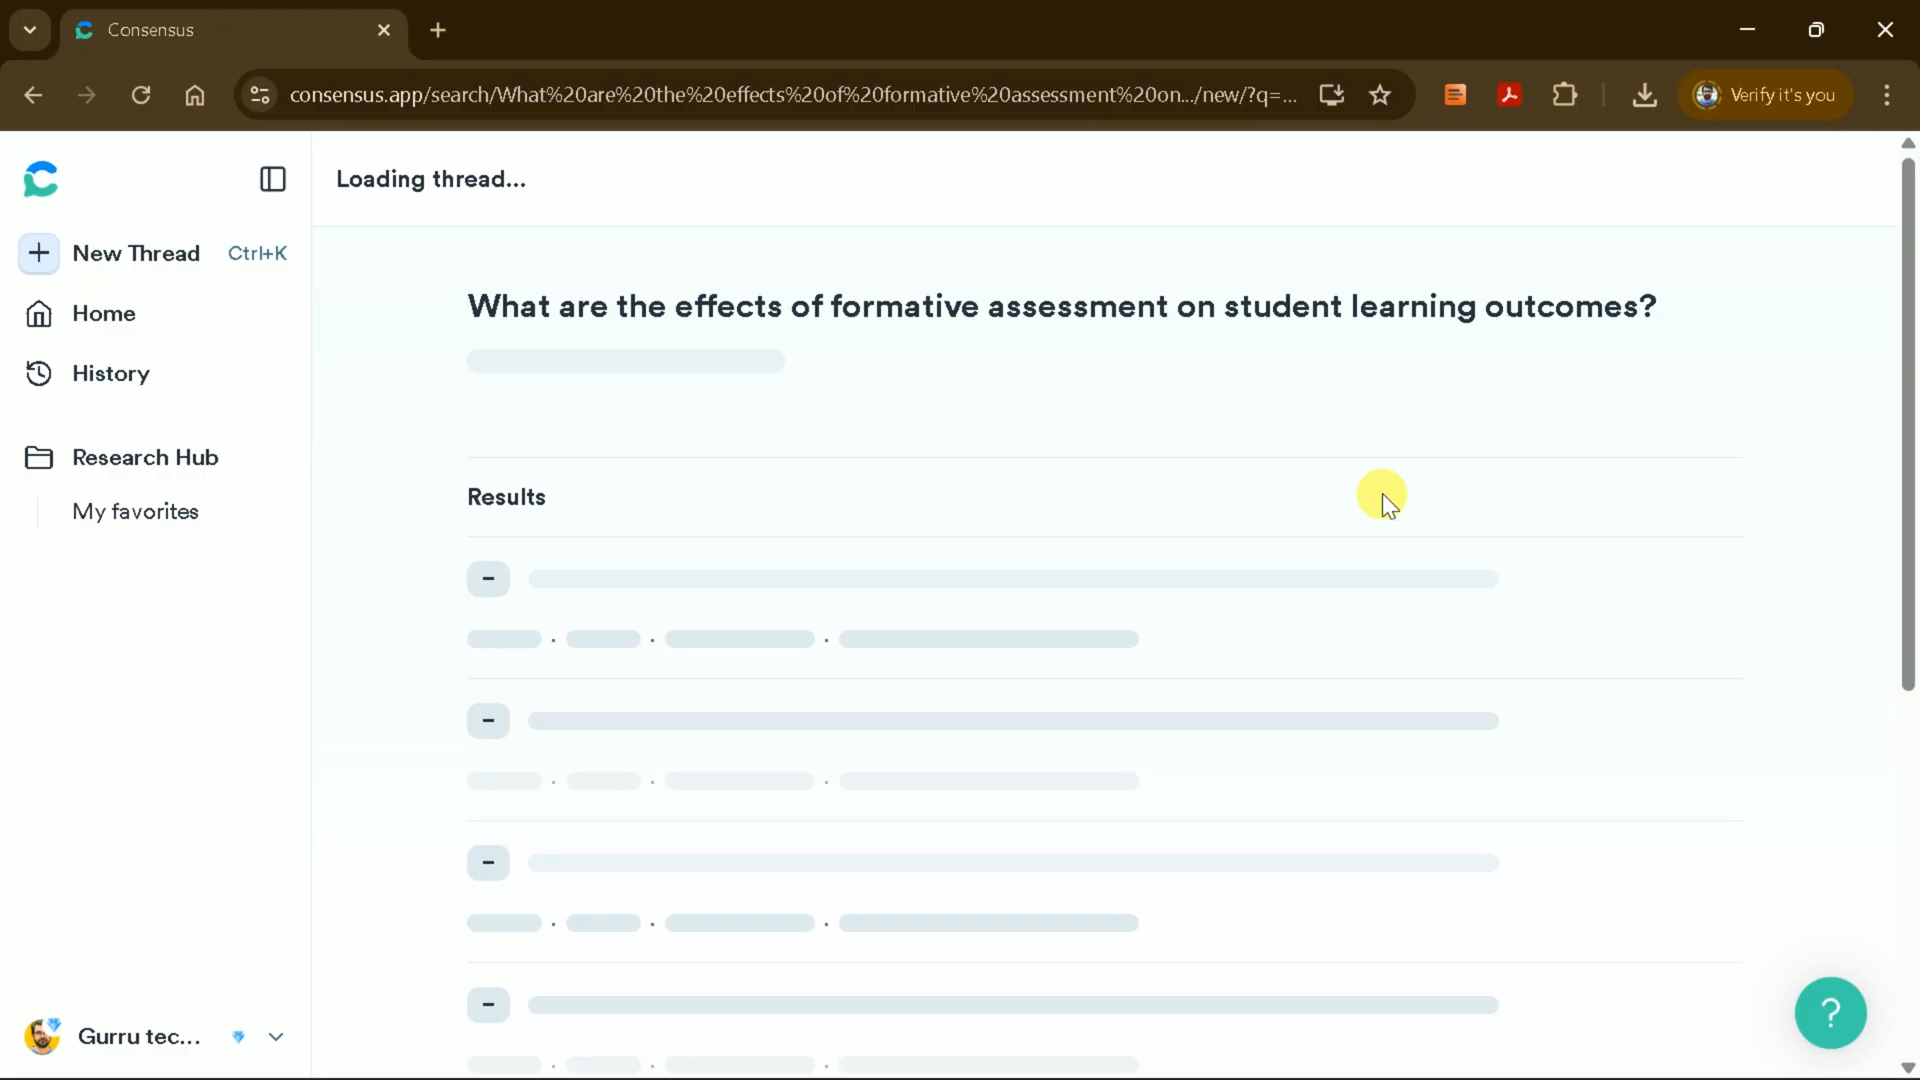 Consensus
consensus.app/search/What%20are%20the%20effects%20of%20formative%20assessment%20on.../new/?q=...
Verify it's you
Loading thread...
New Thread Ctrl+K
Home
History
Research Hub
My favorites
What are the effects of formative assessment on student learning outcomes?
Results
-
-
-
-
Gurru tec...
?